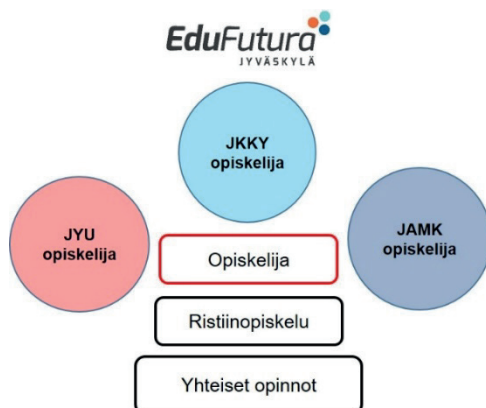 EduFutura
JYVÄSKYLÄ
JKKY
opiskelija
JYU
opiskelija
JAMK
opiskelija
Opiskelija
Ristiinopiskelu
Yhteiset opinnot